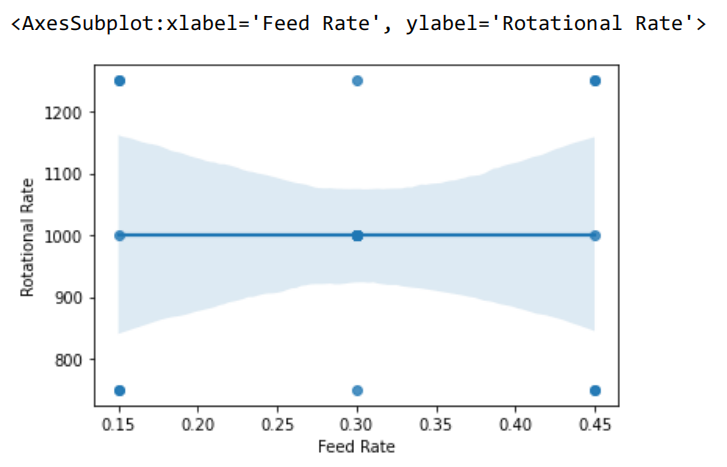 <AxesSubplot:xlabel='Feed Rate', ylabel='Rotational Rate'>
1200
1100
1000
900
800
Rotational Rate
0.15 0.20 0.25 0.30 0.35 0.40 0.45
Feed Rate